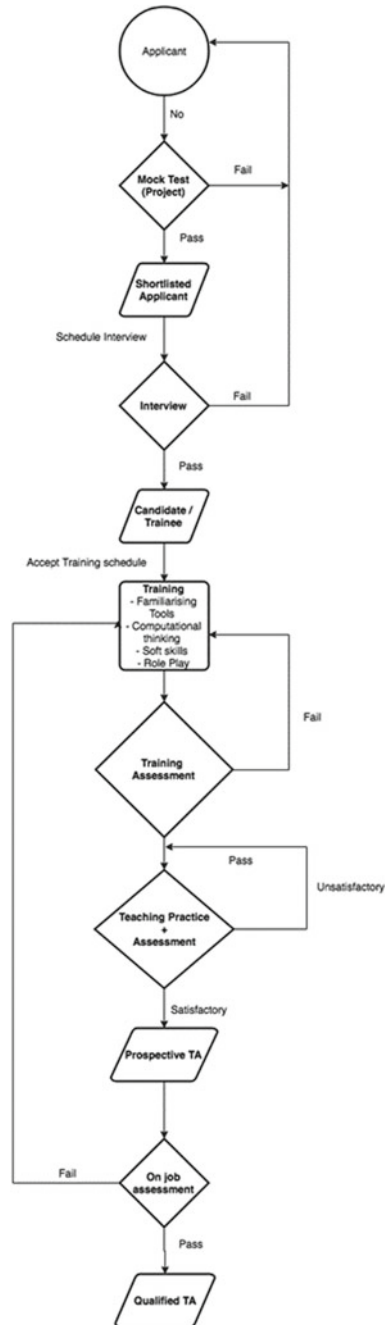 Applicant
No
Mock Test
(Project)
Fail
Pass
Shortlisted
Applicant
Schedule Interview
Interview
Fail
Pass
Candidate /
Trainee
Accept Training schedule
Training
- Familiarising
Tools
- Computational
thinking
- Soft skills
- Role Play
Fail
Training
Assessment
Pass
Unsatisfactory
Teaching Practice
+
Assessment
Satisfactory
Prospective TA
Fail
On job
assessment
Pass
Qualified TA